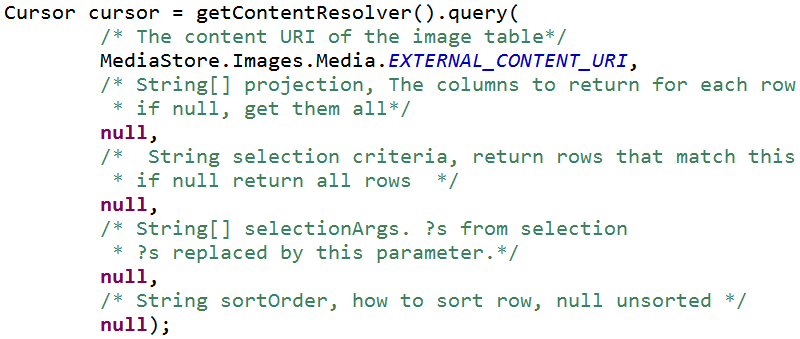 Cursor cursor = getContentResolver().query(
/* The content URI of the image table*/
MediaStore.Images.Media.EXTERNAL_CONTENT_URI,
/* String[] projection, The columns to return for each row
* if null, get them all*/
null,
/*  String selection criteria, return rows that match this
* if null return all rows  */
null,
/* String[] selectionArgs. ?s from selection
* ?s replaced by this parameter.*/
null,
/* String sortOrder, how to sort row, null unsorted */
null);